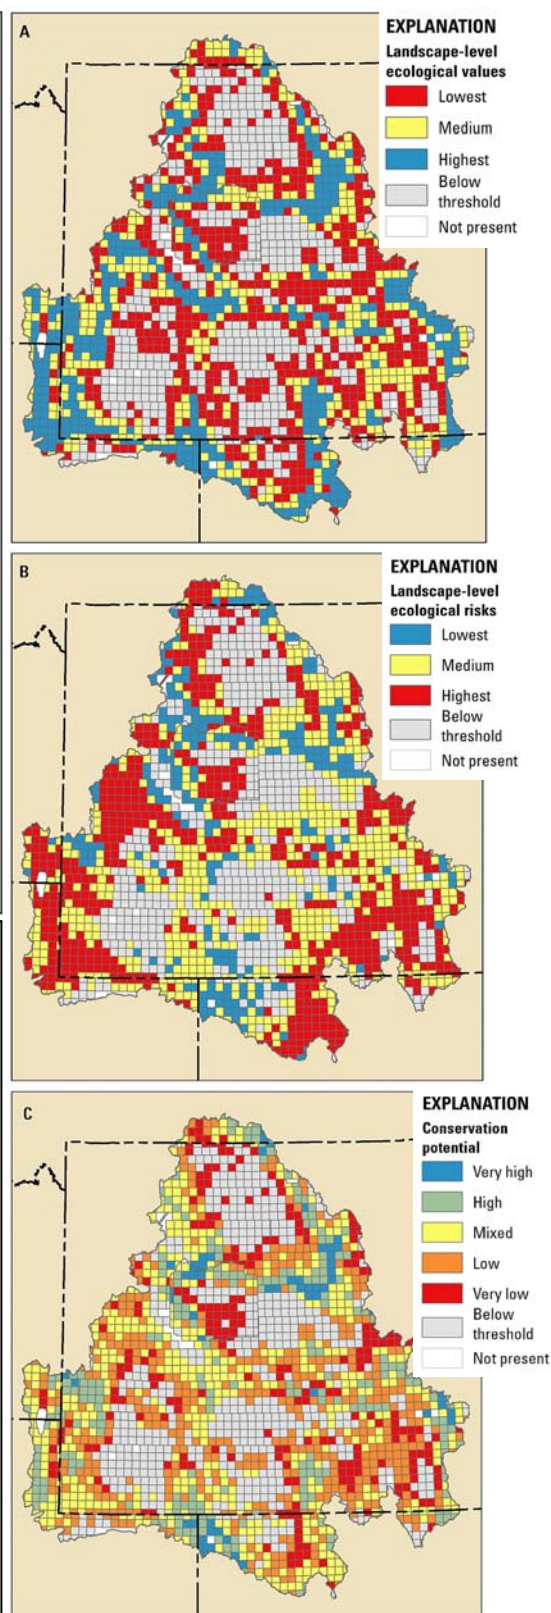 A
EXPLANATION
Landscape-level
ecological values
Lowest
Medium
Highest
Below
threshold
Not present
B
EXPLANATION
Landscape-level
ecological risks
Lowest
Medium
Highest
Below
threshold
Not present
C
EXPLANATION
Conservation
potential
Very high
High
Mixed
Low
Very low
Below
threshold
Not present